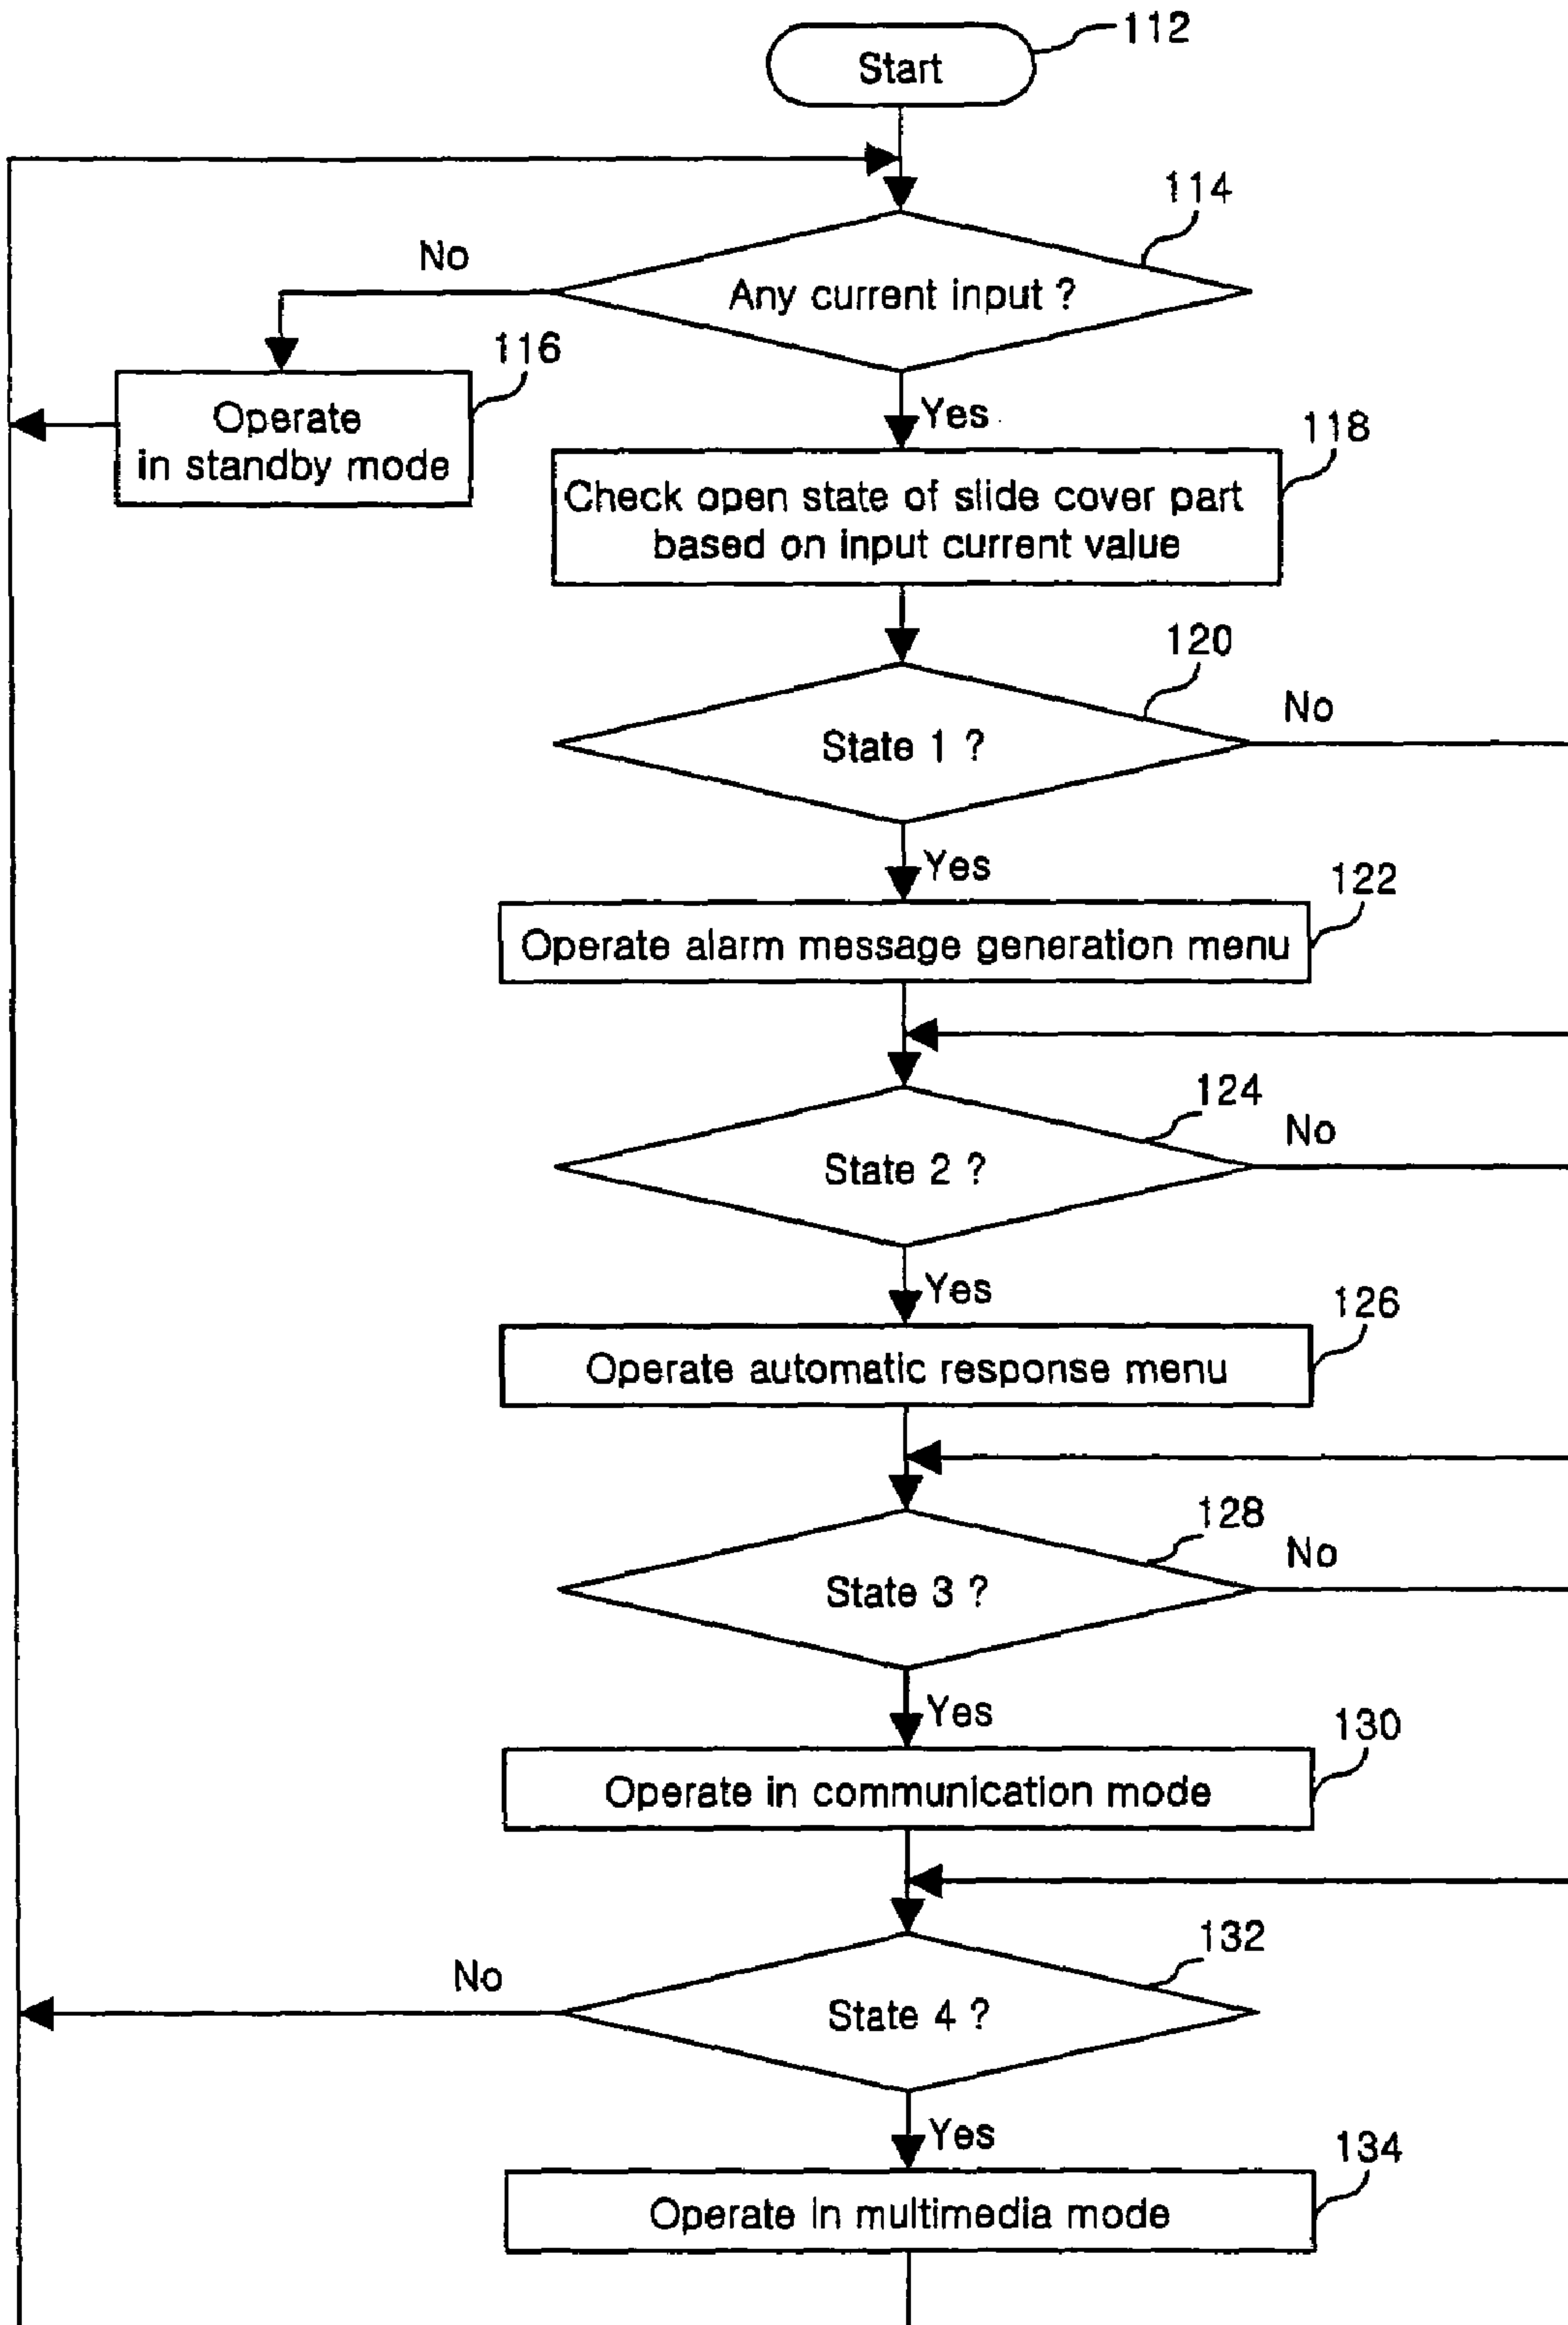 112
Start
114
No
Any current input ?
116
Operate
in standby mode
Yes
118
Check open state of slide cover part
based on input current value
120
No
State 1 ?
Yes
122
Operate alarm message generation menu
124
No
State 2 ?
Yes
126
Operate automatic response menu
128
No
State 3 ?
Yes
130
Operate in communication mode
132
No
State 4 ?
Yes
134
Operate in multimedia mode